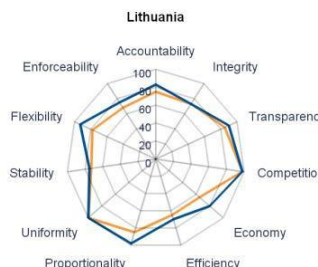 Lithuania
Accountability
Enforceability
Integrity
100
80
Flexibility
Transparenc
60
40
20
Stability
0
Competitio
Uniformity
Economy
Proportionality
Efficiency